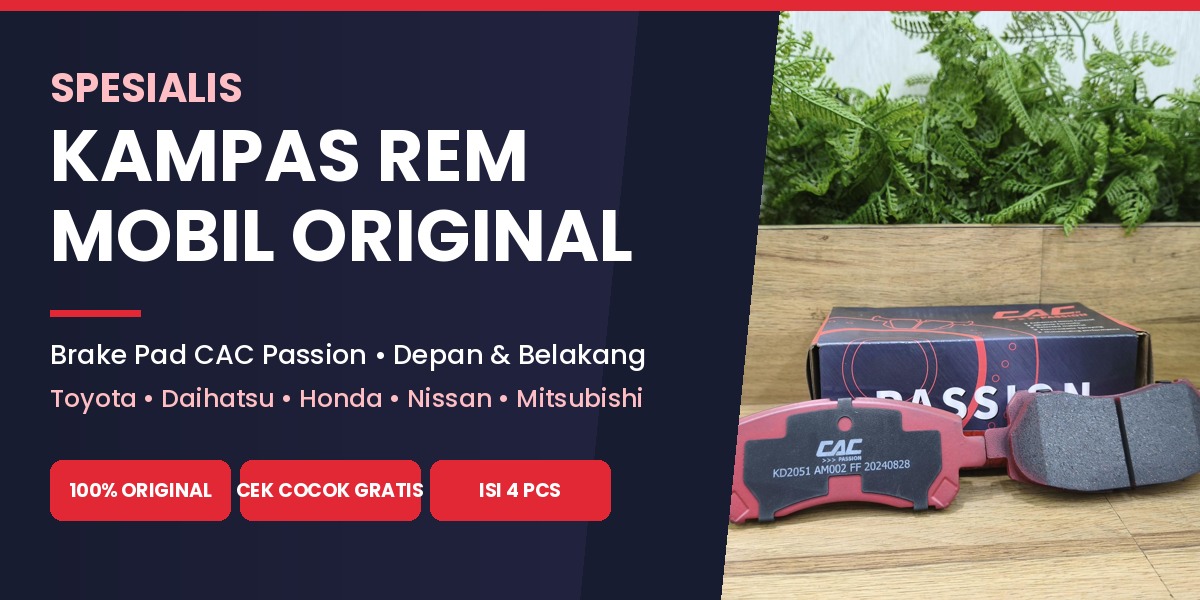 SPESIALIS
KAMPAS REM
MOBIL ORIGINAL
Brake Pad CAC Passion • Depan & Belakang
Toyota • Daihatsu • Honda • Nissan • Mitsubishi
100% ORIGINAL
CEK COCOK GRATIS
ISI 4 PCS
CAC
>>> PASSION
PASSION
CAC
>>> PASSION
KD2051 AM002 FF 20240828